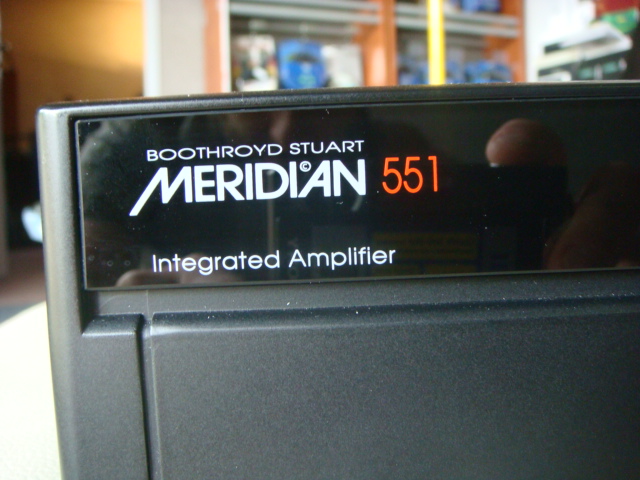 BOOTHROYD STUART
MERIDIAN 551
Integrated Amplifier